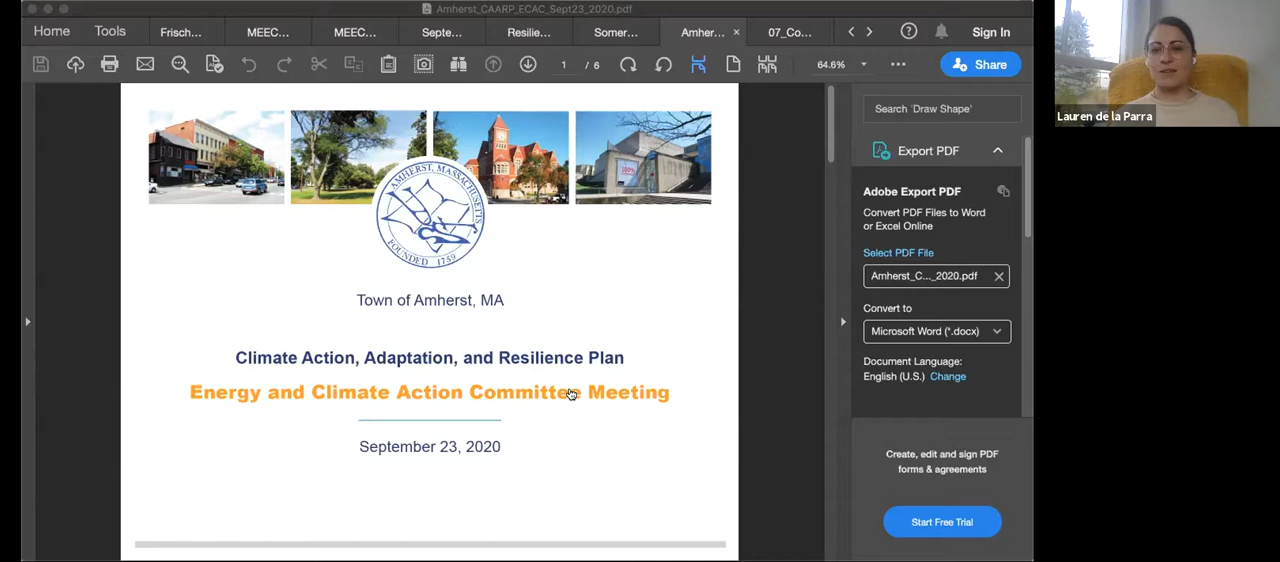 Amherst_CAARP_ECAC_Sept23_2020.pdf
Home
Tools
Frisch...
MEEC...
MEEC...
Septe...
Resilie...
Somer...
Amher...
07_Co...
Sign In
1 / 6
64.6%
Share
Search 'Draw Shape'
Export PDF
Adobe Export PDF
Convert PDF Files to Word
or Excel Online
Select PDF File
Amherst_C..._2020.pdf
Convert to
Microsoft Word (*.docx)
Document Language:
English (U.S.) Change
Create, edit and sign PDF
forms & agreements
Start Free Trial
AMHERST, MASSACHUSETTS
FOUNDED 1759
Town of Amherst, MA
Climate Action, Adaptation, and Resilience Plan
Energy and Climate Action Committee Meeting
September 23, 2020
Lauren de la Parra